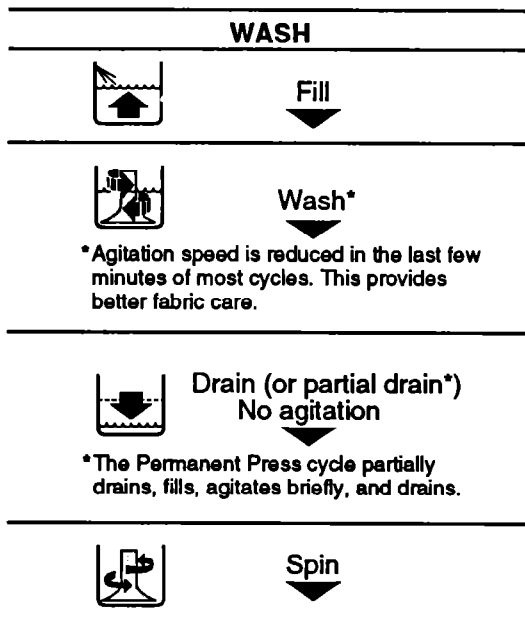 WASH
Fill
Wash*
*Agitation speed is reduced in the last few
minutes of most cycles. This provides
better fabric care.
Drain (or partial drain*)
No agitation
*The Permanent Press cycle partially
drains, fills, agitates briefly, and drains.
Spin